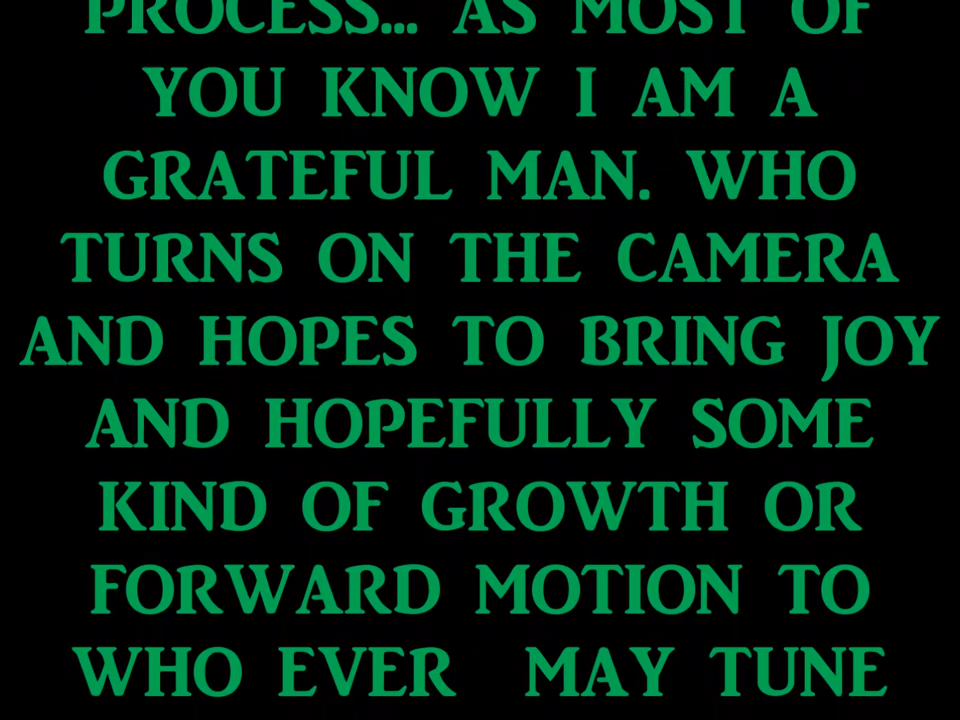 PROCESS... AS MOST OF
YOU KNOW I AM A
GRATEFUL MAN. WHO
TURNS ON THE CAMERA
AND HOPES TO BRING JOY
AND HOPEFULLY SOME
KIND OF GROWTH OR
FORWARD MOTION TO
WHO EVER  MAY TUNE